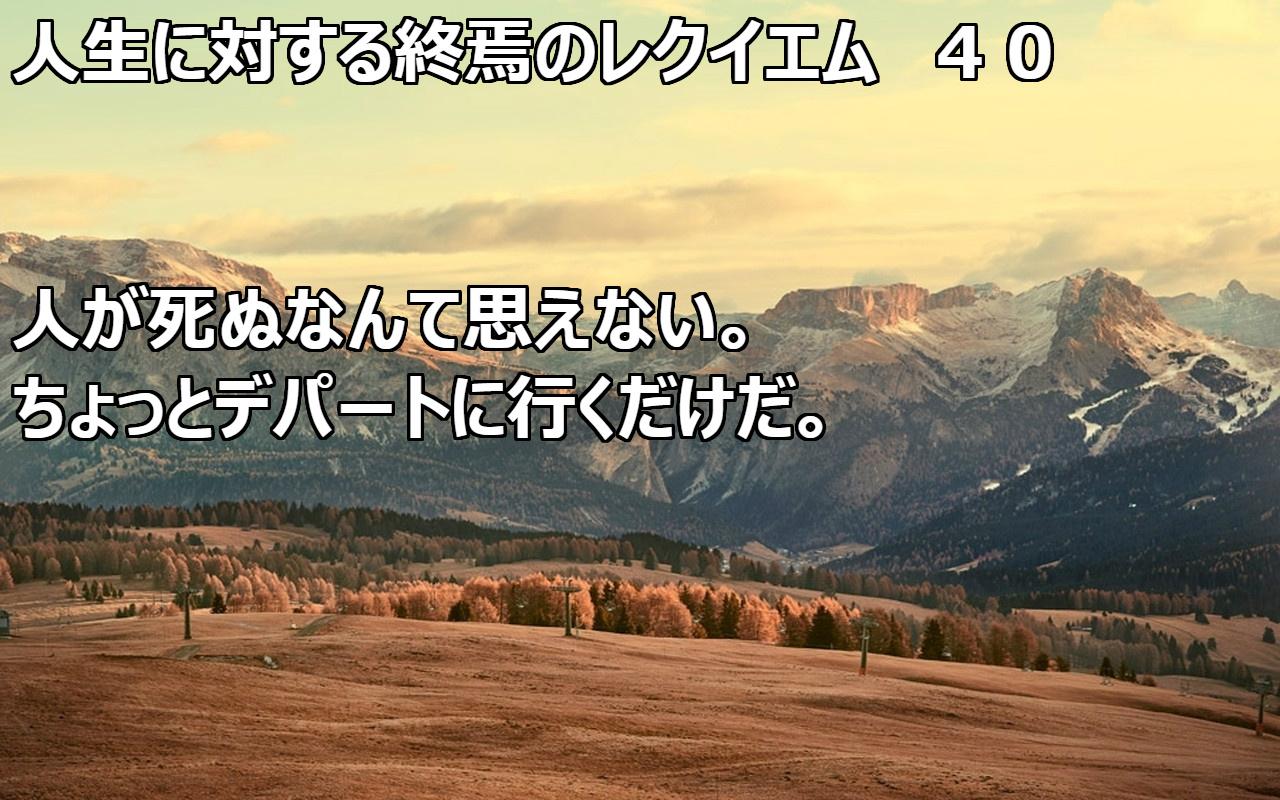 人生に対する終焉のレクイエム　４０
人が死ぬなんて思えない。
ちょっとデパートに行くだけだ。